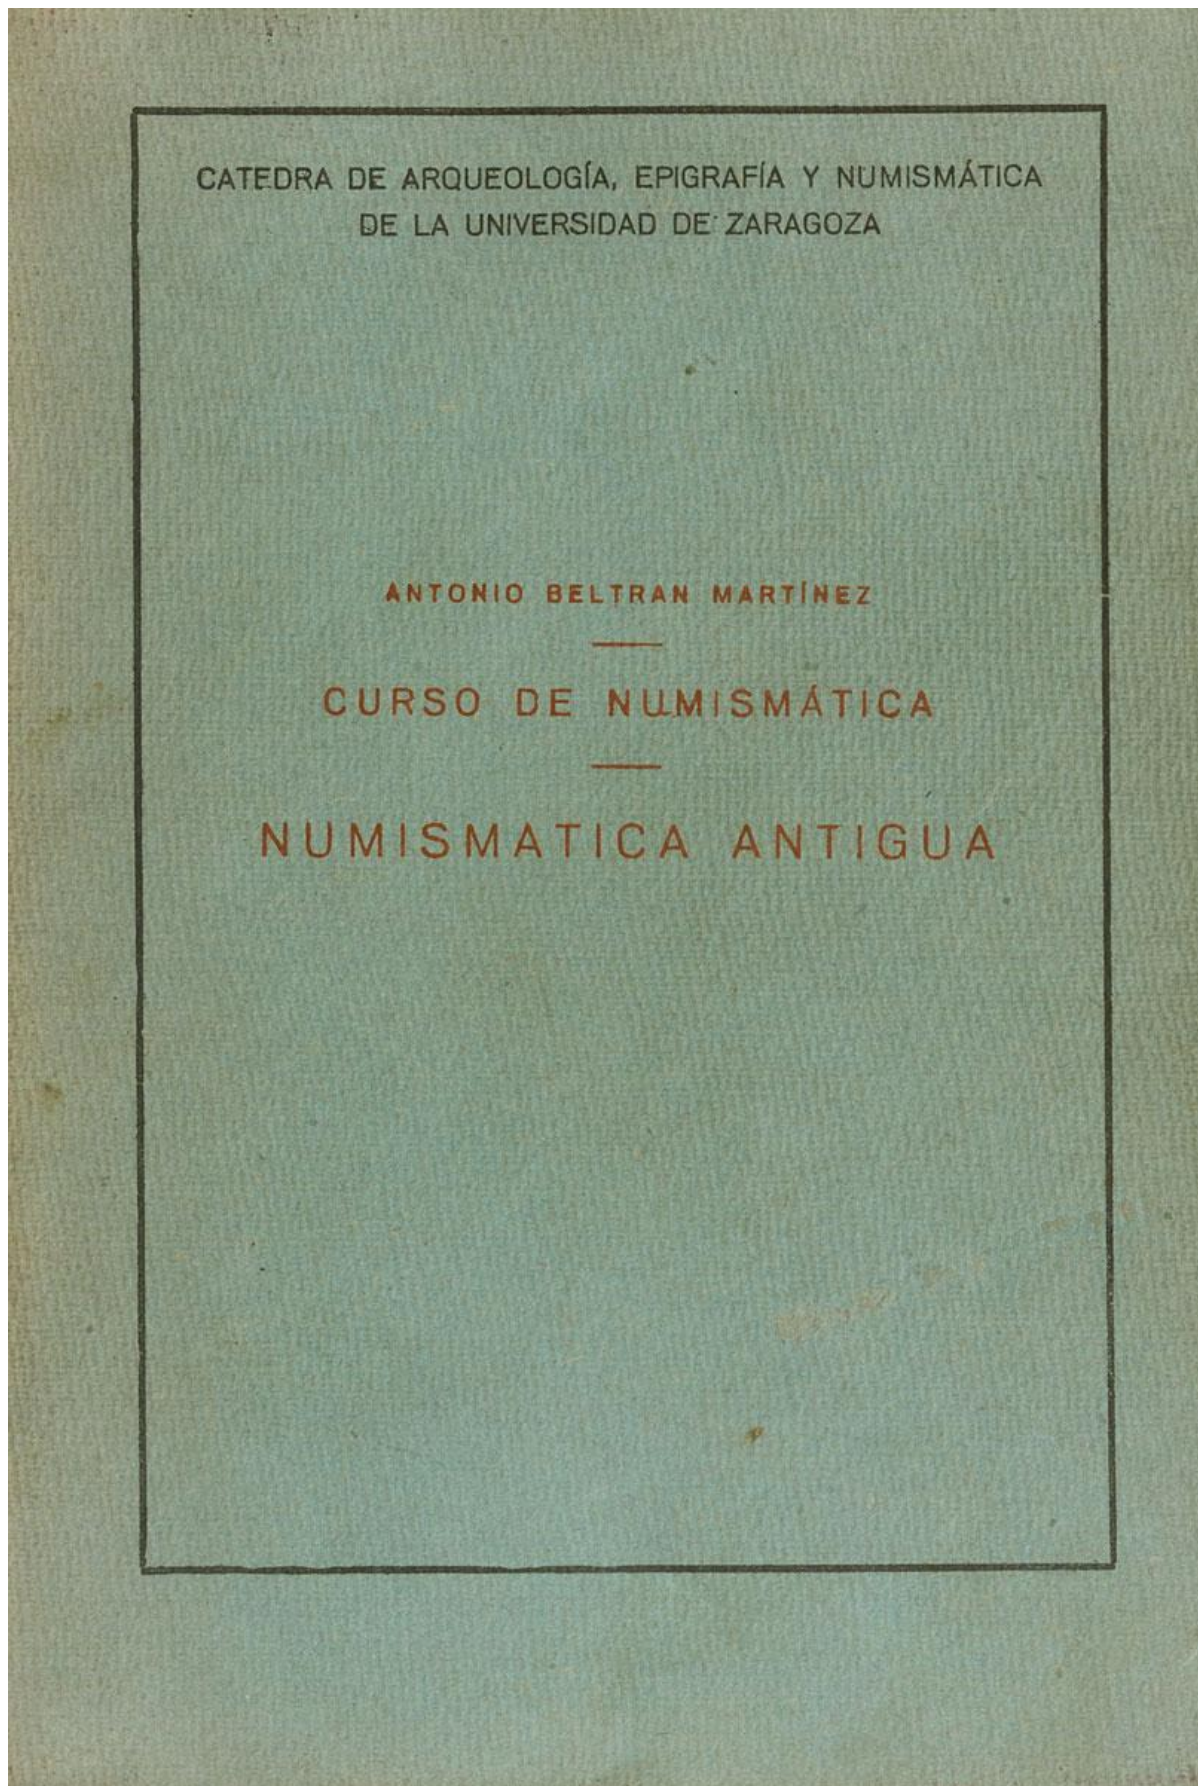 CATEDRA DE ARQUEOLOGÍA, EPIGRAFÍA Y NUMISMÁTICA
DE LA UNIVERSIDAD DE ZARAGOZA
ANTONIO BELTRAN MARTÍNEZ
CURSO DE NUMISMÁTICA
NUMISMATICA ANTIGUA